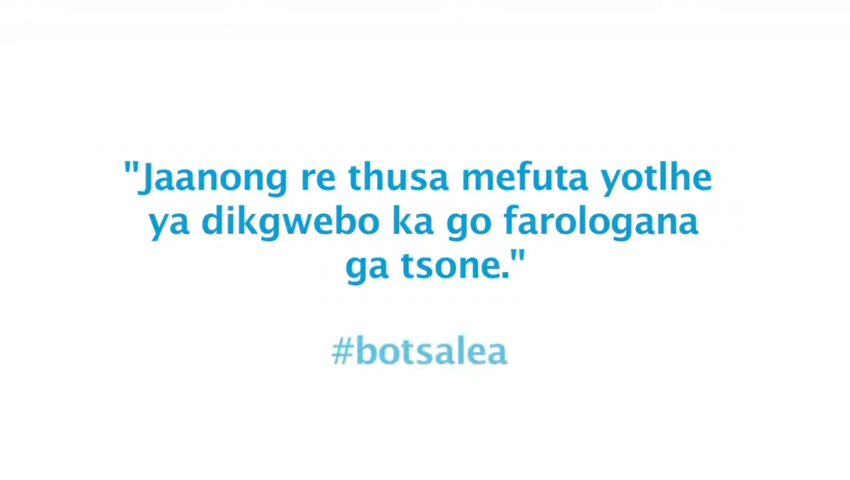 "Jaanong re thusa mefuta yotlhe
ya dikgwebo ka go farologana
ga tsone."
#botsalea